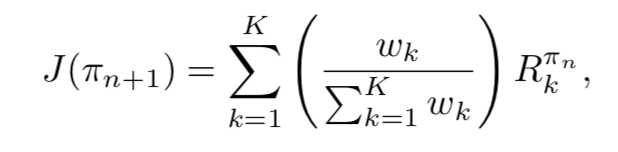 J(π_{n+1}) = \sum_{k=1}^{K} \left( \frac{w_k}{\sum_{k=1}^{K} w_k} \right) R_k^{π_n},